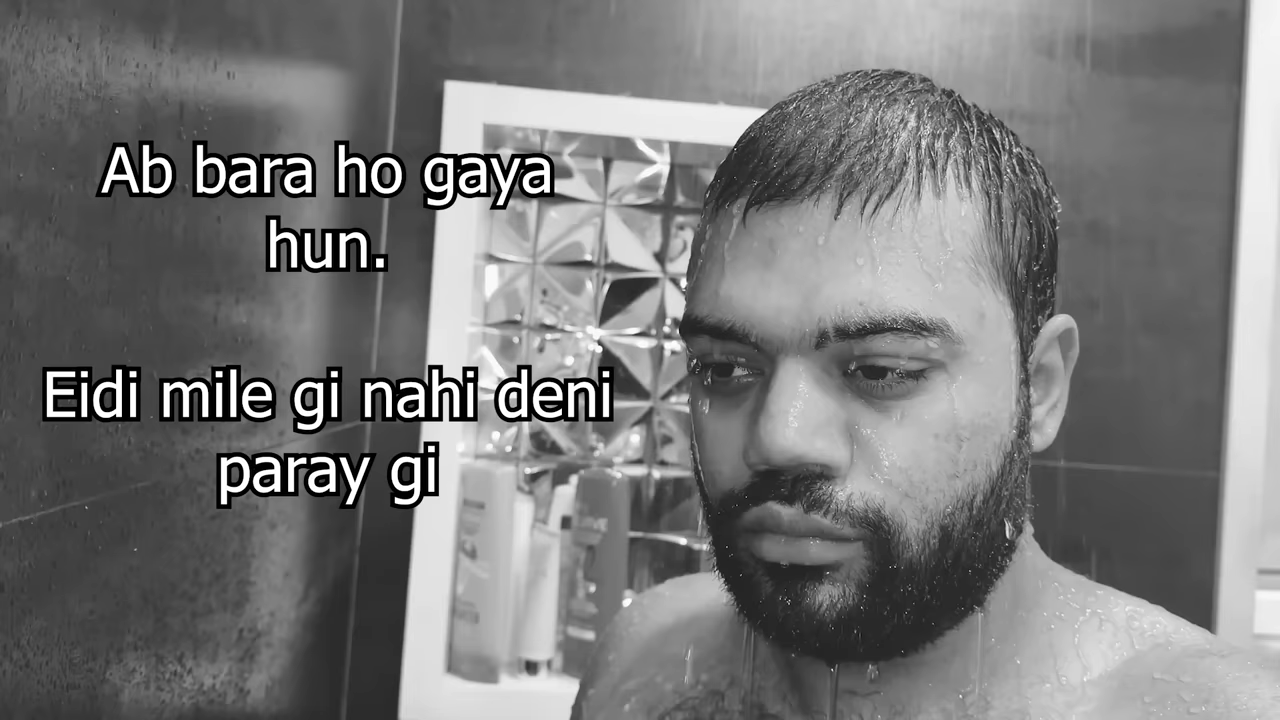 Ab bara ho gaya
hun.
Eidi mile gi nahi deni
paray gi